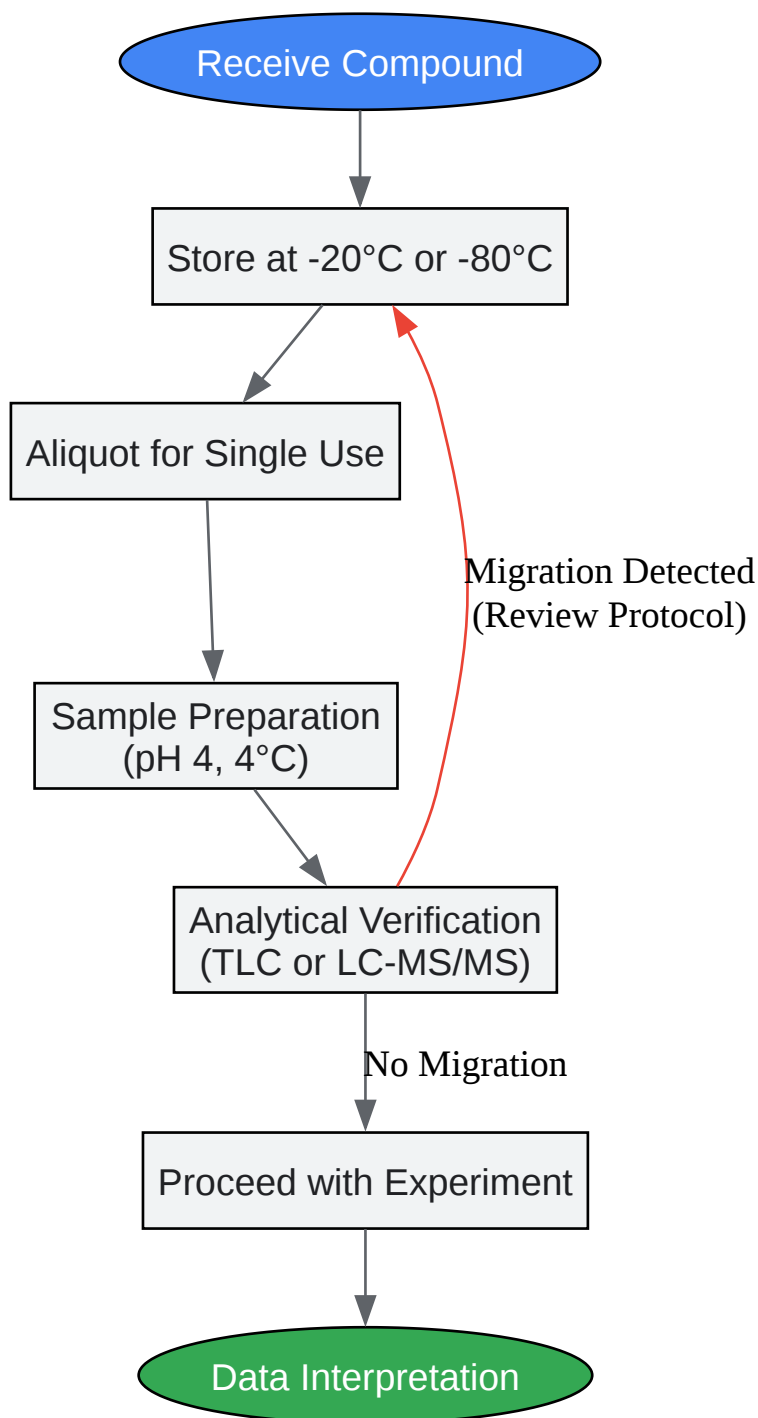 Receive Compound
Store at -20°C or -80°C
Aliquot for Single Use
Migration Detected
(Review Protocol)
Sample Preparation
(pH 4, 4°C)
Analytical Verification
(TLC or LC-MS/MS)
No Migration
Proceed with Experiment
Data Interpretation